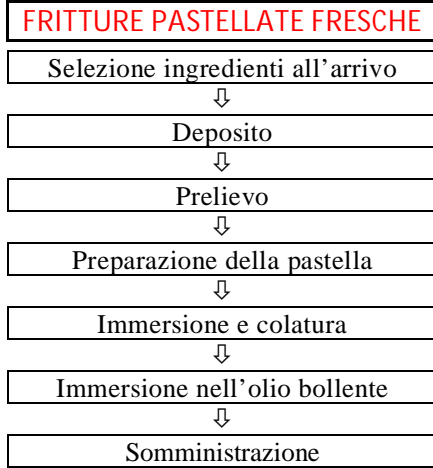 FRITTURE PASTELLATE FRESCHE
Selezione ingredienti all'arrivo
⇩
Deposito
⇩
Prelievo
⇩
Preparazione della pastella
⇩
Immersione e colatura
⇩
Immersione nell'olio bollente
⇩
Somministrazione